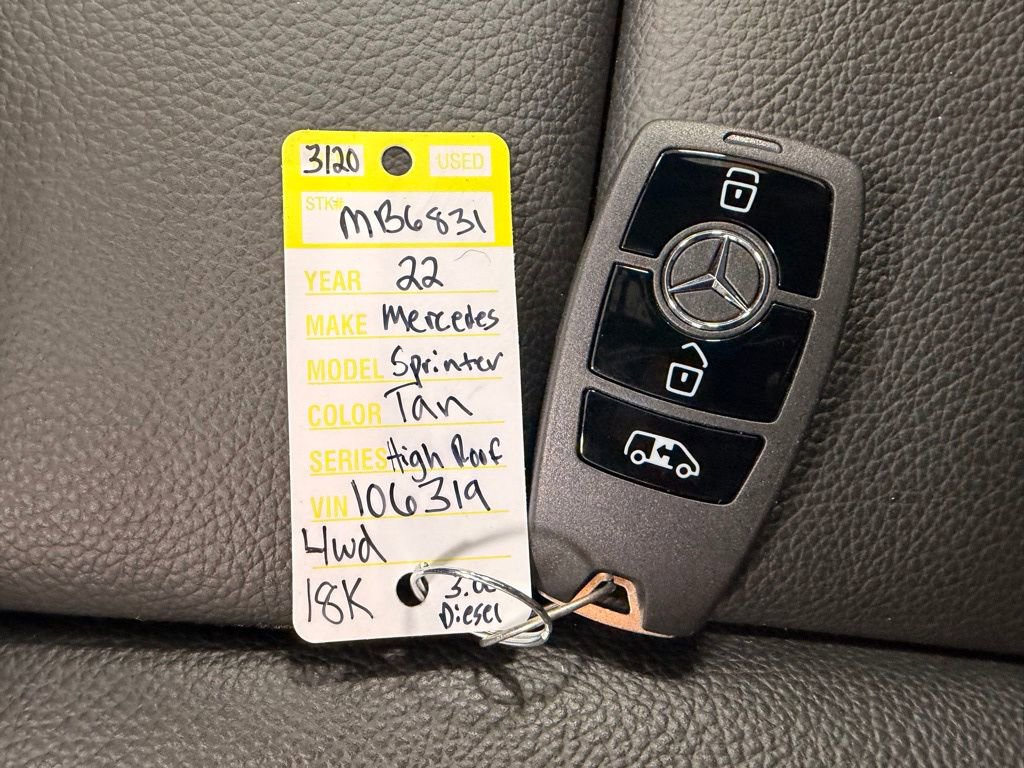 3120 USED
STK# MB6831
YEAR 22
MAKE Mercedes
MODEL Sprinter
COLOR Tan
SERIES High Roof
VIN 106319
4wd
18K
Diesel